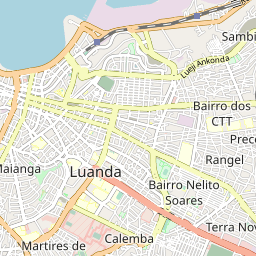 Sambi
Lueji Ankonda
Bairro dos
CTT
Prec
Rangel
Maianga
Luanda
Bairro Nelito
Soares
Terra Nov
Calemba
Martires de